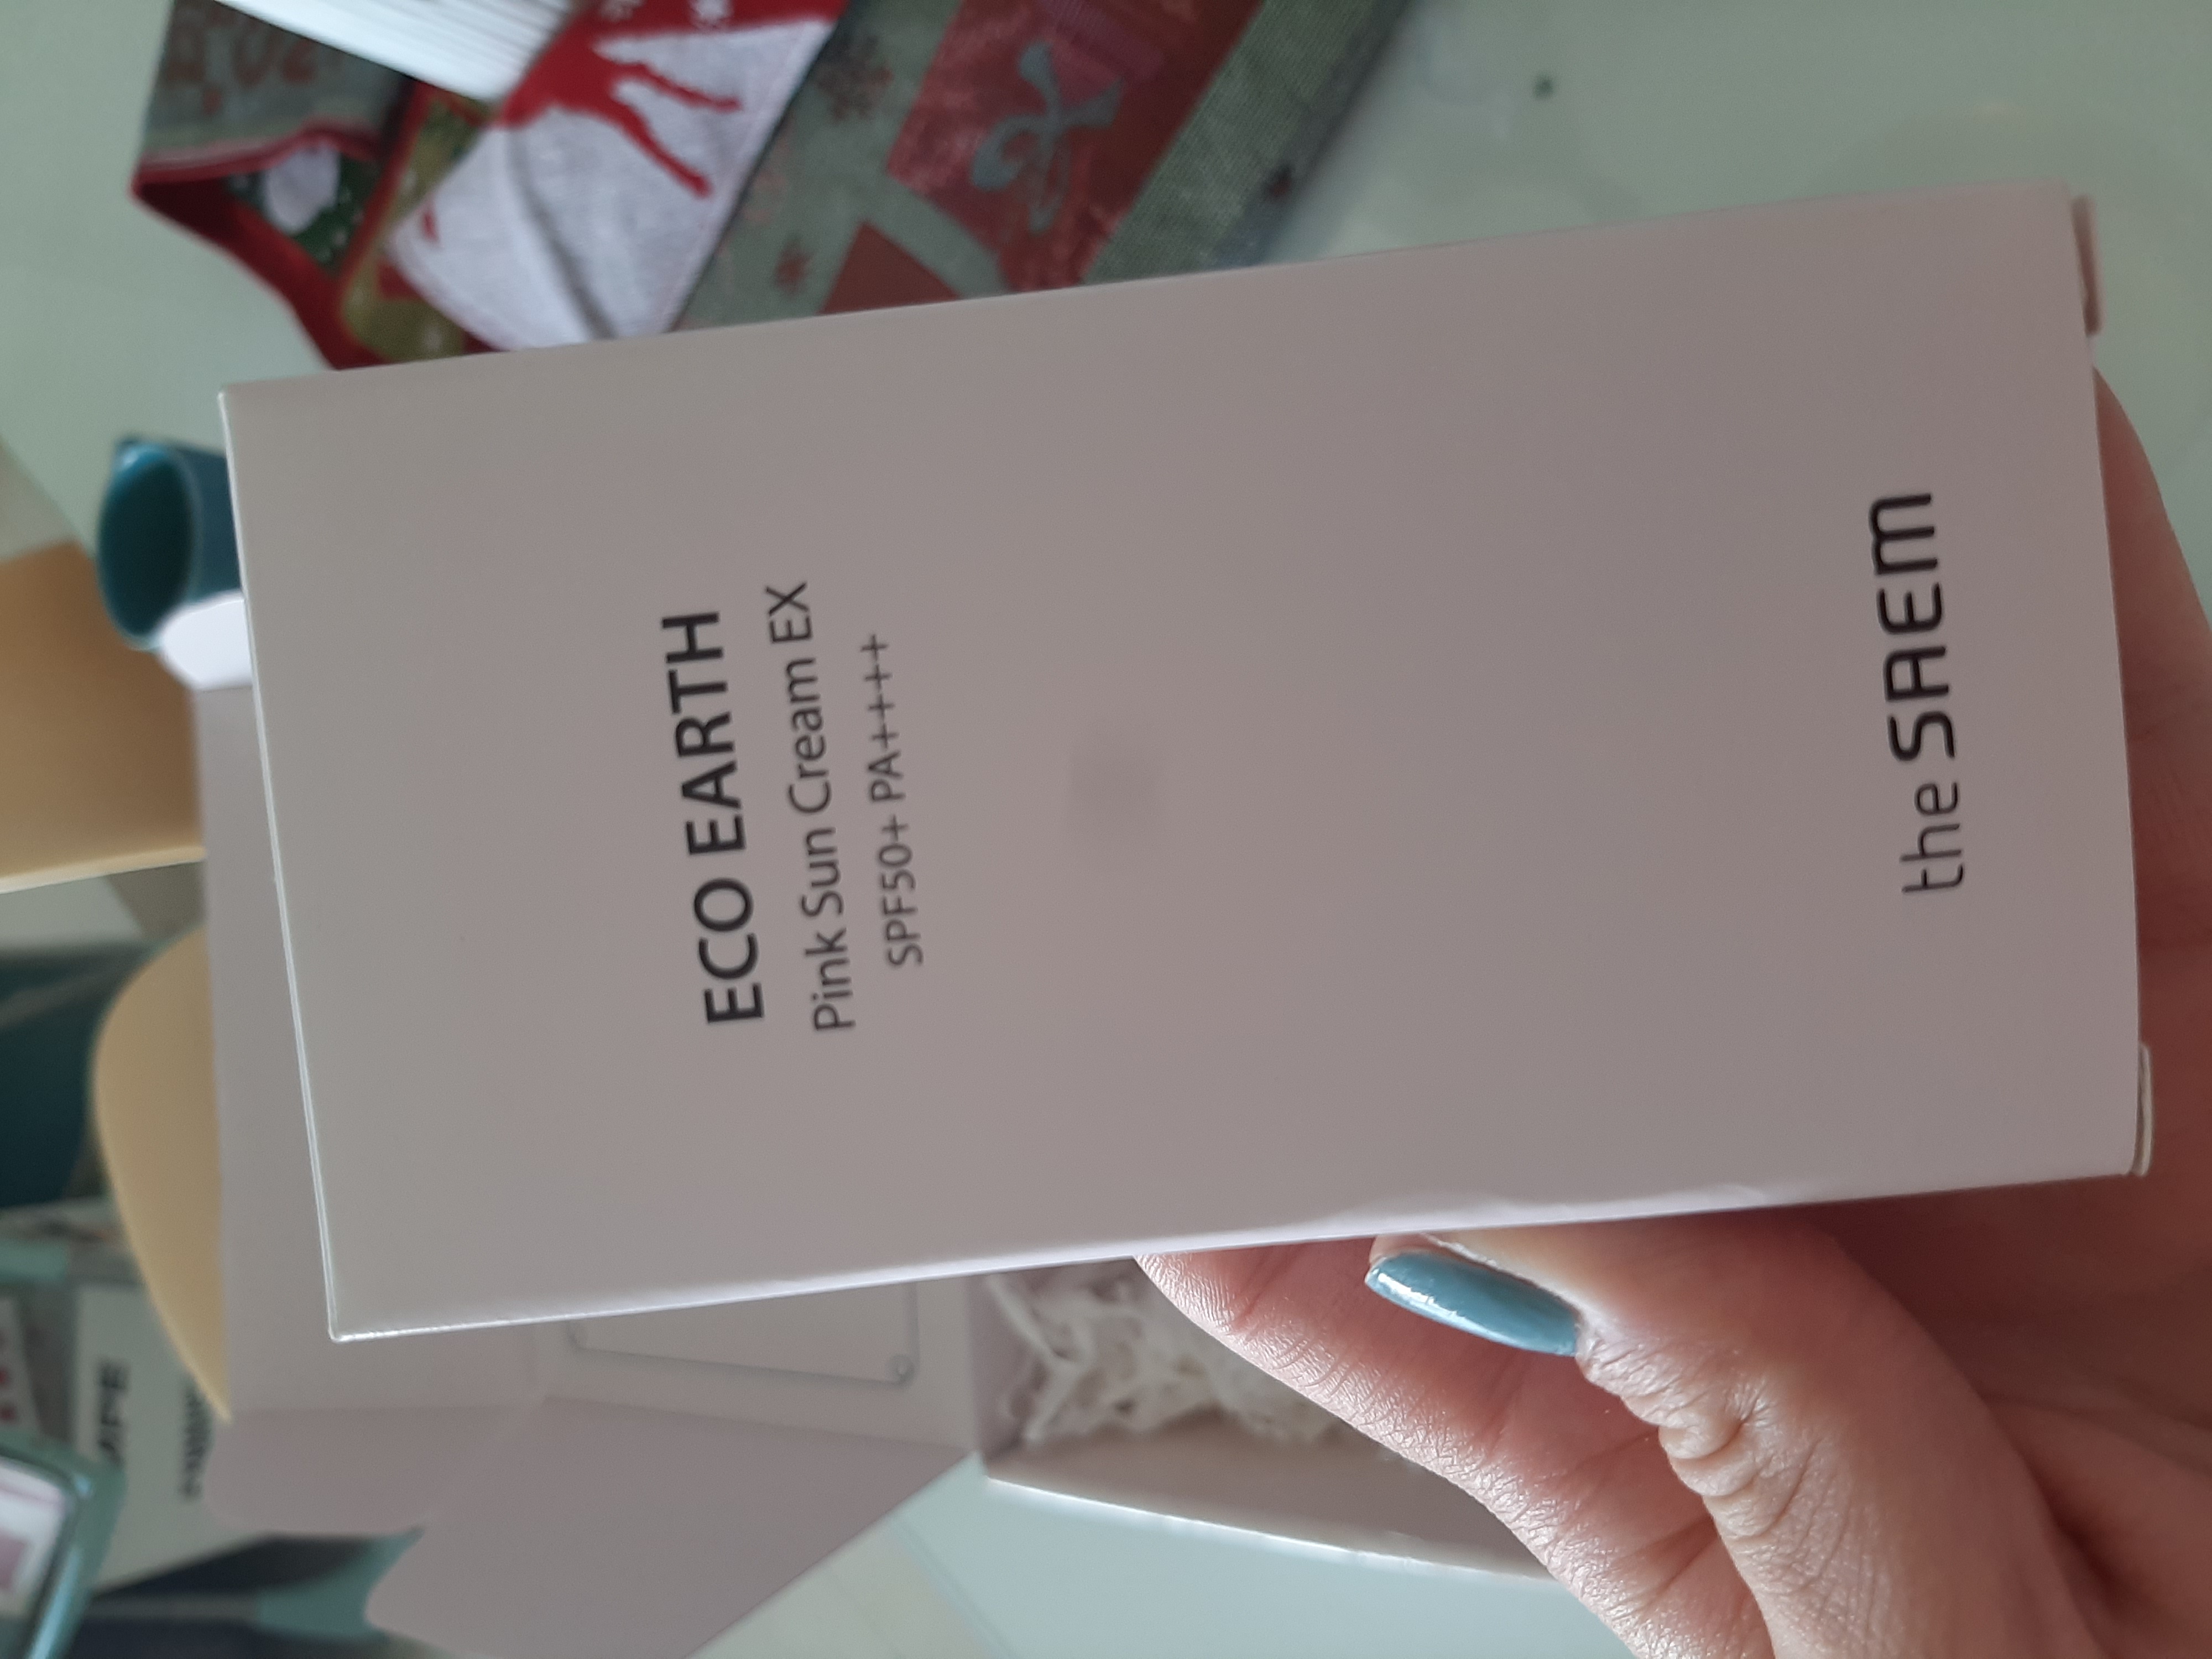 ECO EARTH
Pink Sun Cream EX
SPF50+ PA++++
the SAEM